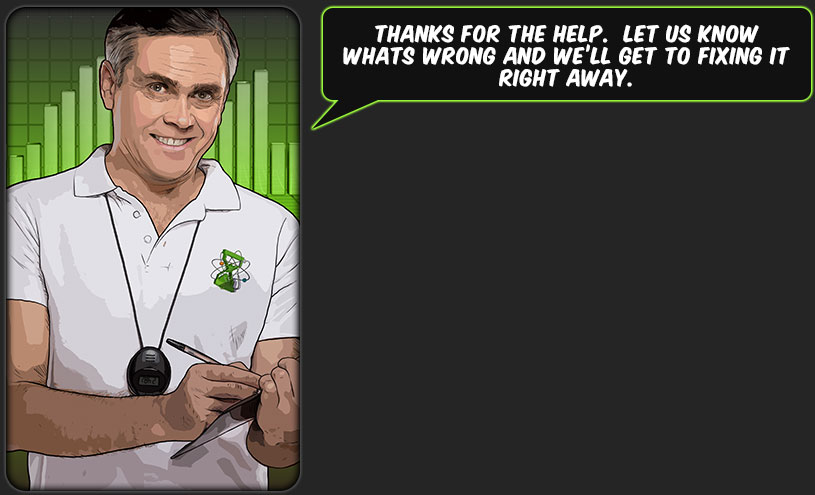 THANKS FOR THE HELP. LET US KNOW
WHATS WRONG AND WE'LL GET TO FIXING IT
RIGHT AWAY.